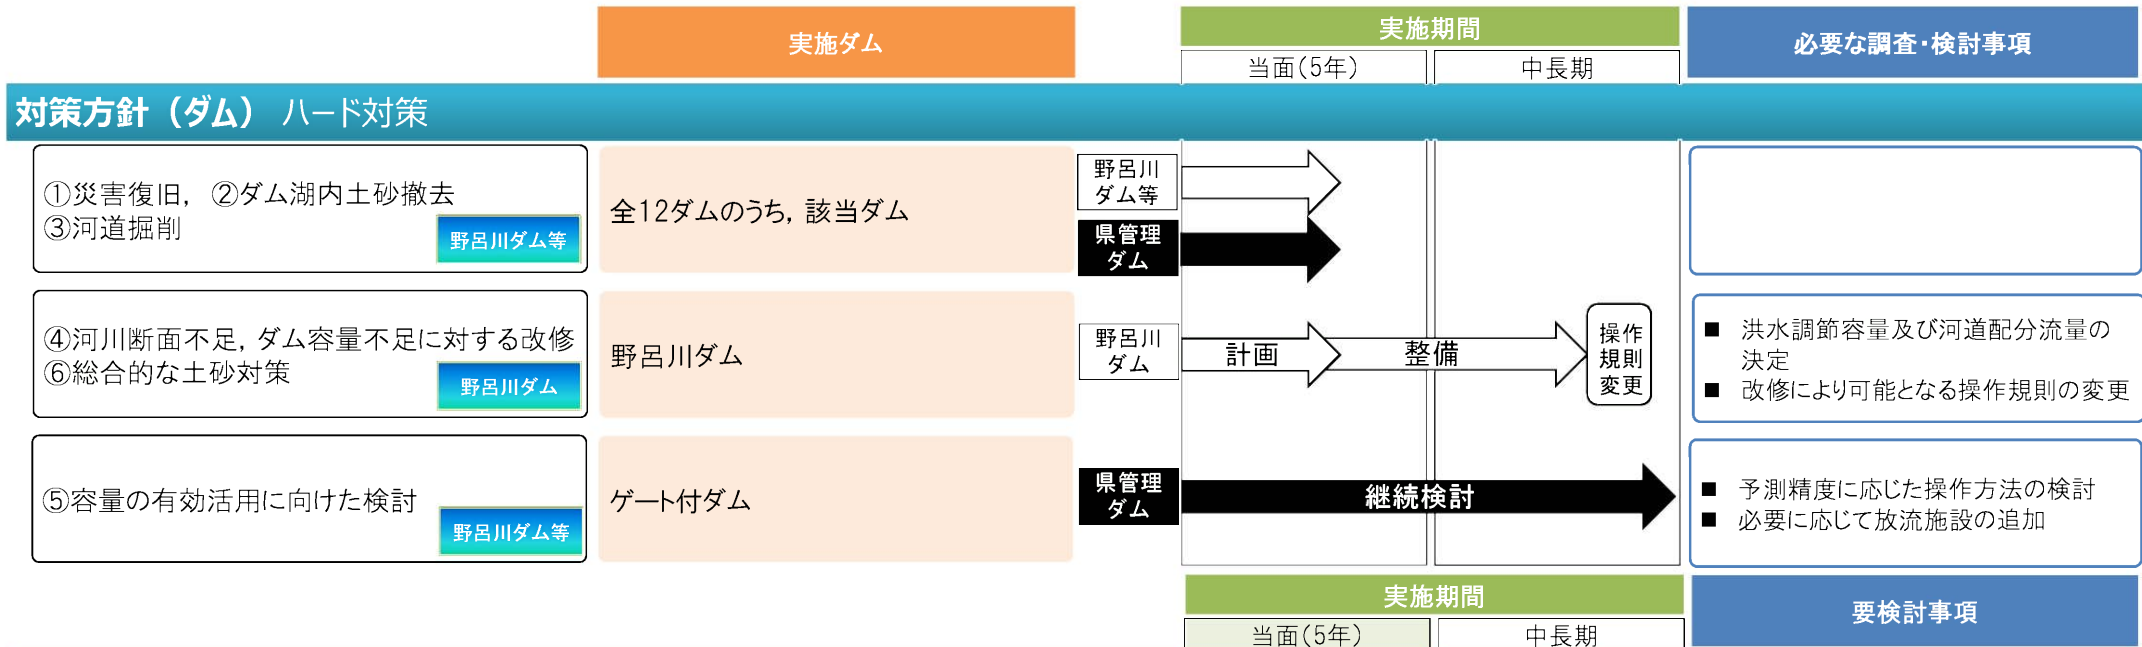 実施ダム
実施期間
当面(5年)
中長期
必要な調査・検討事項
対策方針（ダム） ハード対策
①災害復旧, ②ダム湖内土砂撤去
③河道掘削
野呂川ダム等
全12ダムのうち, 該当ダム
野呂川
ダム等
県管理
ダム
④河川断面不足, ダム容量不足に対する改修
⑥総合的な土砂対策
野呂川ダム
野呂川ダム
野呂川
ダム
計画
整備
操作
規則
変更
■ 洪水調節容量及び河道配分流量の
決定
■ 改修により可能となる操作規則の変更
⑤容量の有効活用に向けた検討
野呂川ダム等
ゲート付ダム
県管理
ダム
継続検討
■ 予測精度に応じた操作方法の検討
■ 必要に応じて放流施設の追加
実施期間
当面(5年)
中長期
要検討事項